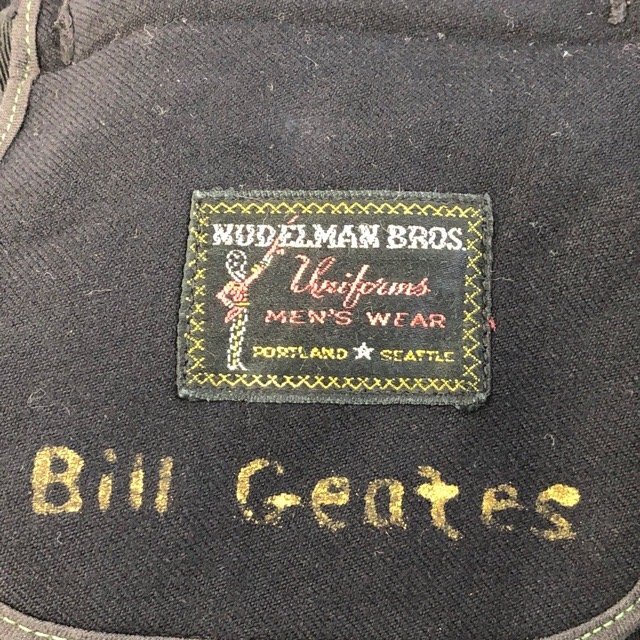 NUDELMAN BROS.
Uniforms
MEN'S WEAR
PORTLAND ★ SEATTLE
Bill Geates